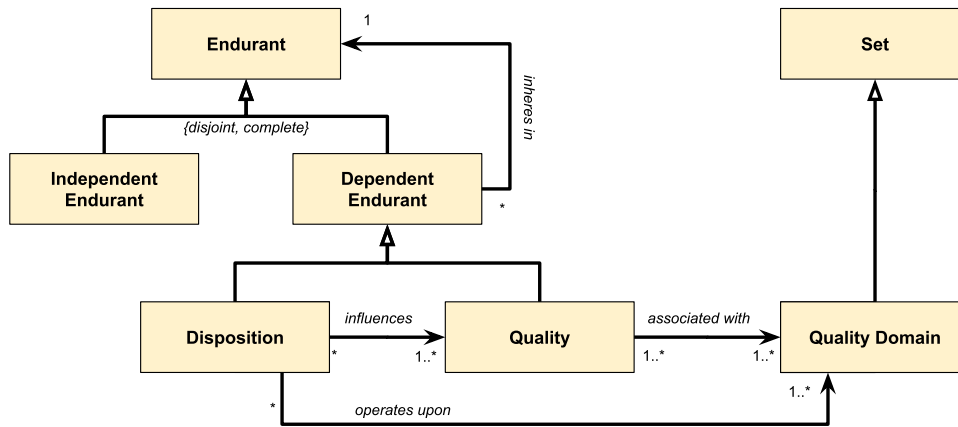 1
Endurant
Set
inheres in
{disjoint, complete}
Independent
Endurant
Dependent
Endurant
*
Disposition
influences
*
1..*
Quality
associated with
1..*
1..*
Quality Domain
*
operates upon
1..*